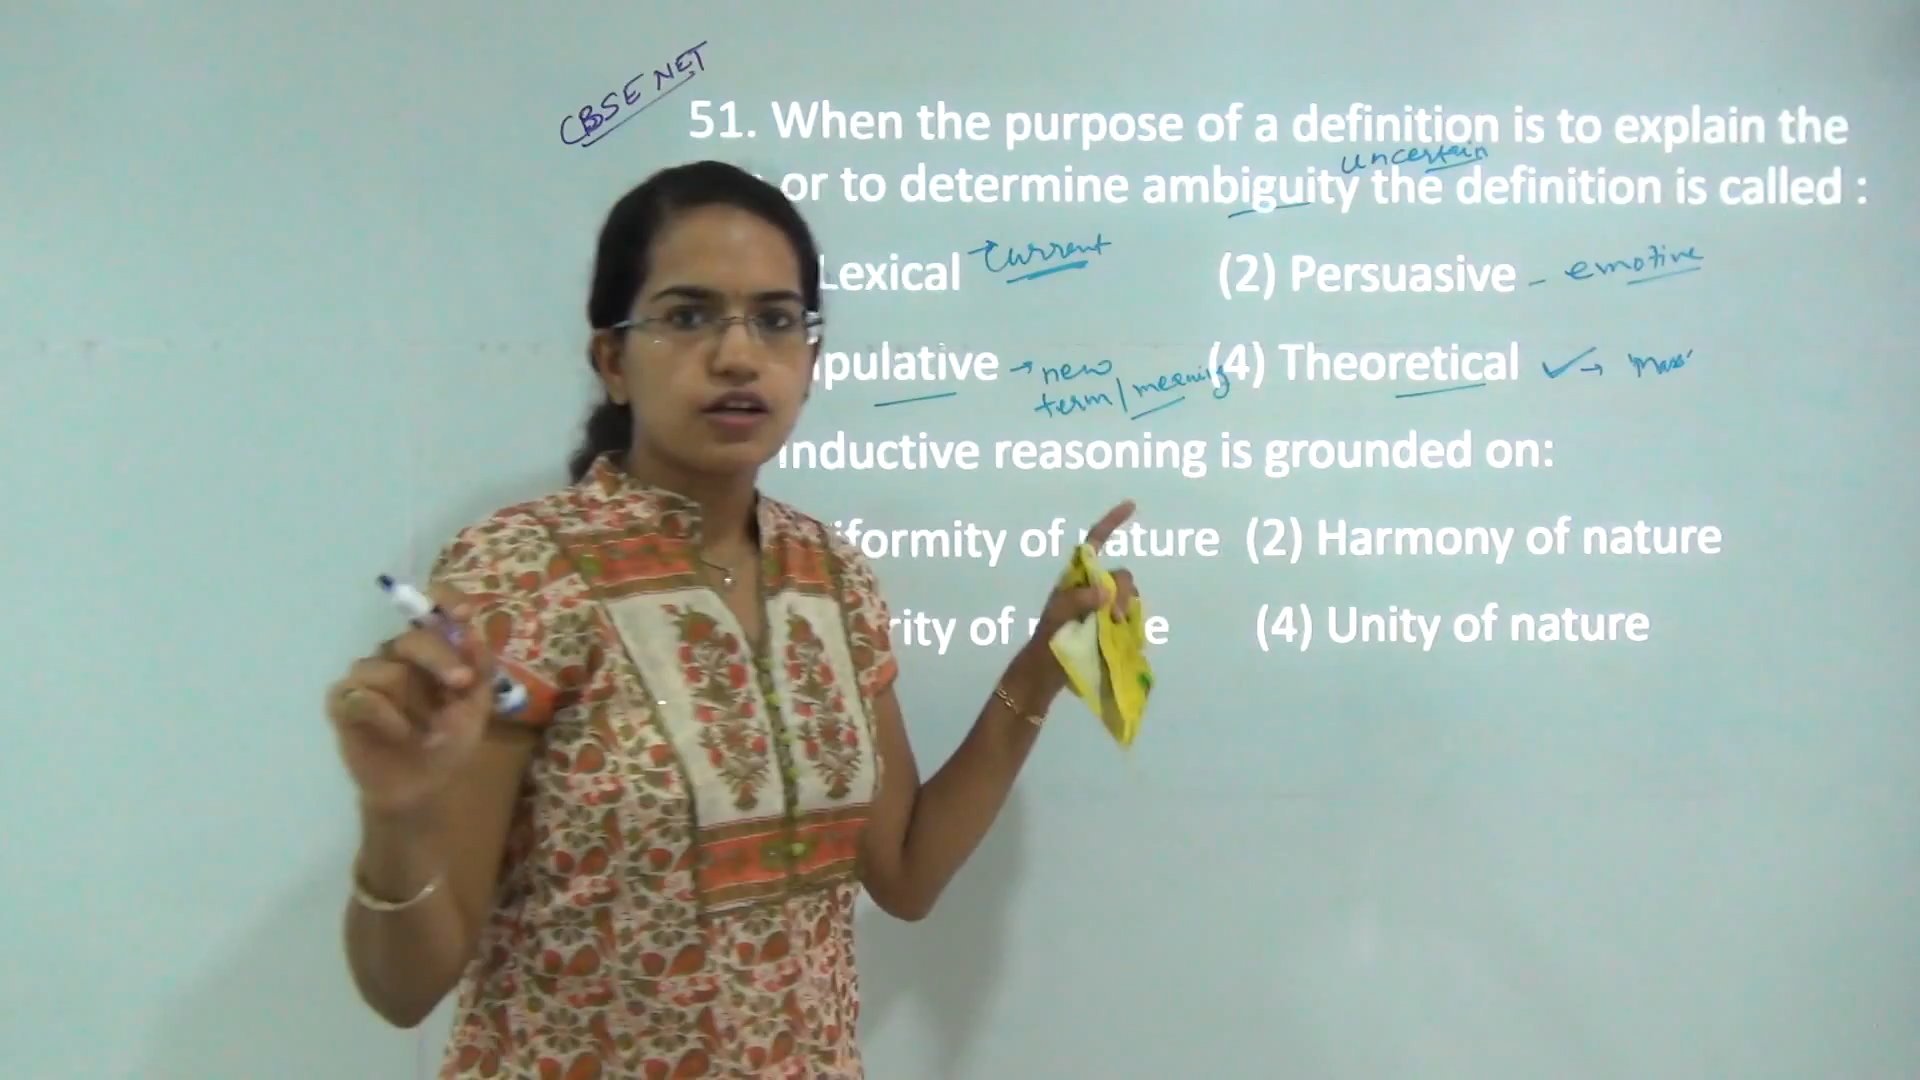 CBSE NET
51. When the purpose of a definition is to explain the
uncertain
or to determine ambiguity the definition is called :
Lexical → current (2) Persuasive - emotive
pulative → new term / meaning (4) Theoretical ✓ → 'mass'
Inductive reasoning is grounded on:
iformity of nature (2) Harmony of nature
rity of e (4) Unity of nature